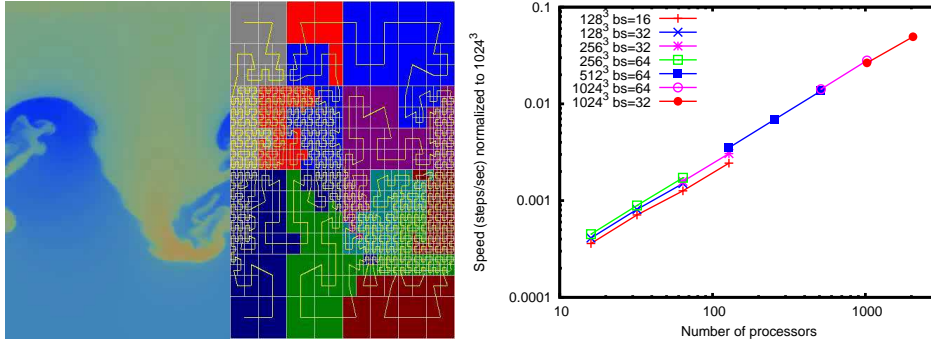 Speed (steps/sec) normalized to 1024³
0.1
0.01
0.001
0.0001
128³ bs=16
128³ bs=32
256³ bs=32
256³ bs=64
512³ bs=64
1024³ bs=64
1024³ bs=32
10
100
1000
Number of processors